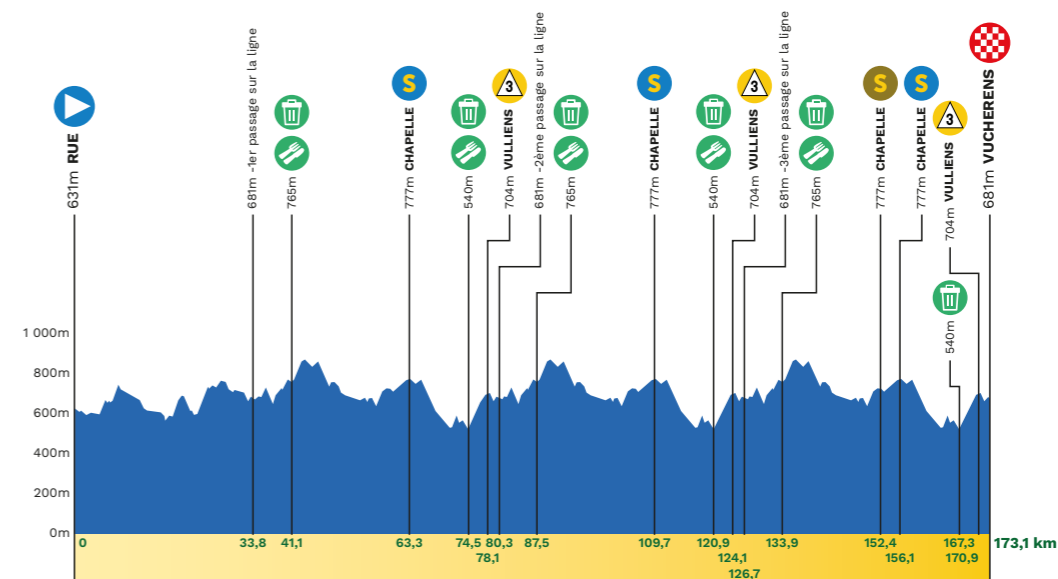 631m RUE
681m -1er passage sur la ligne
765m
S
777m CHAPELLE
540m
3
704m VULLIENS
681m -2ème passage sur la ligne
765m
S
777m CHAPELLE
540m
3
704m VULLIENS
681m -3ème passage sur la ligne
765m
S
777m CHAPELLE
S
777m CHAPELLE
540m
3
704m VULLIENS
681m VUCHERENS
1 000m
800m
600m
400m
200m
0m
0
33,8
41,1
63,3
74,5
78,1
80,3
87,5
109,7
120,9
124,1
126,7
133,9
152,4
156,1
167,3
170,9
173,1 km